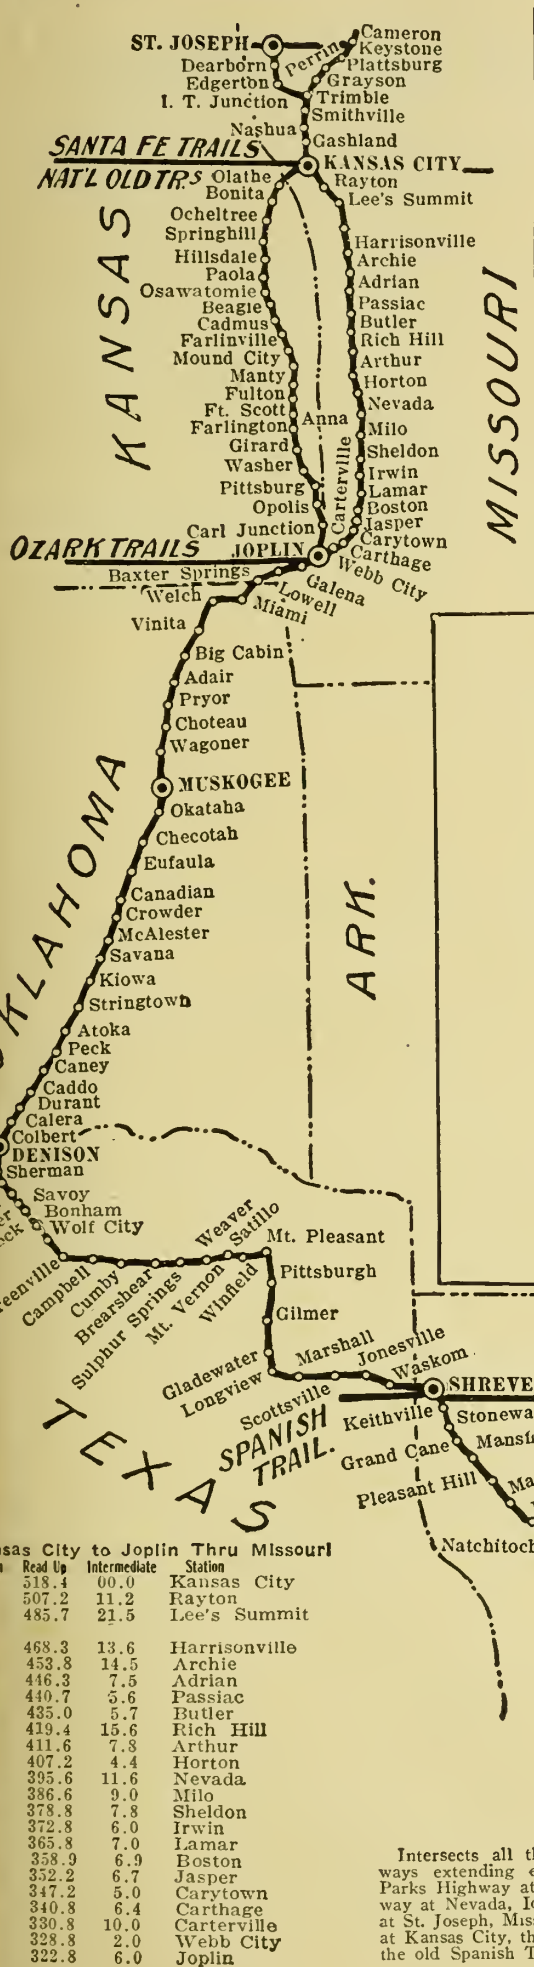 Cameron
ST. JOSEPH
Perrin
Keystone
Dearborn
Plattsburg
Edgerton
Grayson
I. T. Junction
Trimble
Smithville
Nashua
Gashland
SANTA FE TRAILS
KANSAS CITY
NAT'L OLD TRS
Olathe
Rayton
Bonita
Lee's Summit
Ocheltree
Springhill
Harrisonville
Hillsdale
Archie
Paola
Adrian
Osawatomie
Passiac
Beagle
Cadmus
Butler
Farlinville
Rich Hill
Mound City
Arthur
Manty
Horton
Fulton
Nevada
Ft. Scott
Anna
Farlington
Milo
Girard
Sheldon
Washer
Irwin
Pittsburg
Lamar
Opolis
Carterville
Boston
Carl Junction
Jasper
Carytown
OZARK TRAILS
JOPLIN
Carthage
Webb City
Baxter Springs
Galena
Lowell
Welch
Miami
Vinita
KANSAS
MISSOURI
Big Cabin
Adair
Pryor
Choteau
Wagoner
MUSKOGEE
Okataha
Checotah
Eufaula
Canadian
Crowder
McAlester
Savana
Kiowa
Stringtown
Atoka
Peck
Caney
Caddo
Durant
Calera
Colbert
DENISON
Sherman
KLAHOMA
ARK.
Savoy
Bonham
Wolf City
er
ck
reenville
Campbell
Cumby
Brearshear
Sulphur Springs
Mt. Vernon
Weaver
Winfield
Satillo
Mt. Pleasant
Pittsburgh
Gilmer
Gladewater
Longview
Marshall
Scottsville
Jonesville
Waskom
SHREVE
SPANISH
TRAIL.
Keithville
Stonewa
Grand Cane
Mansf
Pleasant Hill
Ma
Natchitoch
TEXAS
sas City to Joplin Thru Missouri
Read Up Intermediate Station
518.4 00.0 Kansas City
507.2 11.2 Rayton
485.7 21.5 Lee's Summit
468.3 13.6 Harrisonville
453.8 14.5 Archie
446.3 7.5 Adrian
440.7 5.6 Passiac
435.0 5.7 Butler
419.4 15.6 Rich Hill
411.6 7.8 Arthur
407.2 4.4 Horton
395.6 11.6 Nevada
386.6 9.0 Milo
378.8 7.8 Sheldon
372.8 6.0 Irwin
365.8 7.0 Lamar
358.9 6.9 Boston
352.2 6.7 Jasper
347.2 5.0 Carytown
340.8 6.4 Carthage
330.8 10.0 Carterville
328.8 2.0 Webb City
322.8 6.0 Joplin
Intersects all th
ways extending e
Parks Highway at
way at Nevada, Io
at St. Joseph, Miss
at Kansas City, th
the old Spanish T